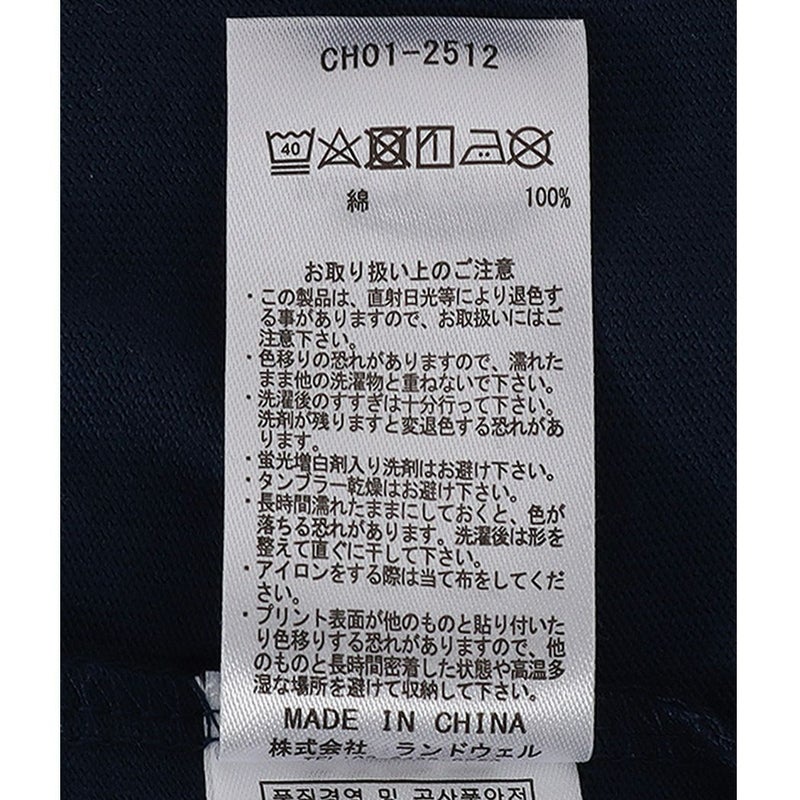 CH01-2512
40
綿 100%
お取り扱い上のご注意
・この製品は、直射日光等により退色す
る事がありますので、お取扱いにはご
注意下さい。
・色移りの恐れがありますので、濡れた
まま他の洗濯物と重ねないで下さい。
・洗濯後のすすぎは十分行って下さい。
洗剤が残りますと変退色する恐れがあ
ります。
・蛍光増白剤入り洗剤はお避け下さい。
・タンブラー乾燥はお避け下さい。
・長時間濡れたままにしておくと、色が
落ちる恐れがあります。洗濯後は形を
整えて直ぐに干して下さい。
・アイロンをする際は当て布をしてくだ
さい。
・プリント表面が他のものと貼り付いた
り色移りする恐れがありますので、他
のものと長時間密着した状態や高温多
湿な場所を避けて収納して下さい。
MADE IN CHINA
株式会社 ランドウェル
품질경영 및 공산품안전